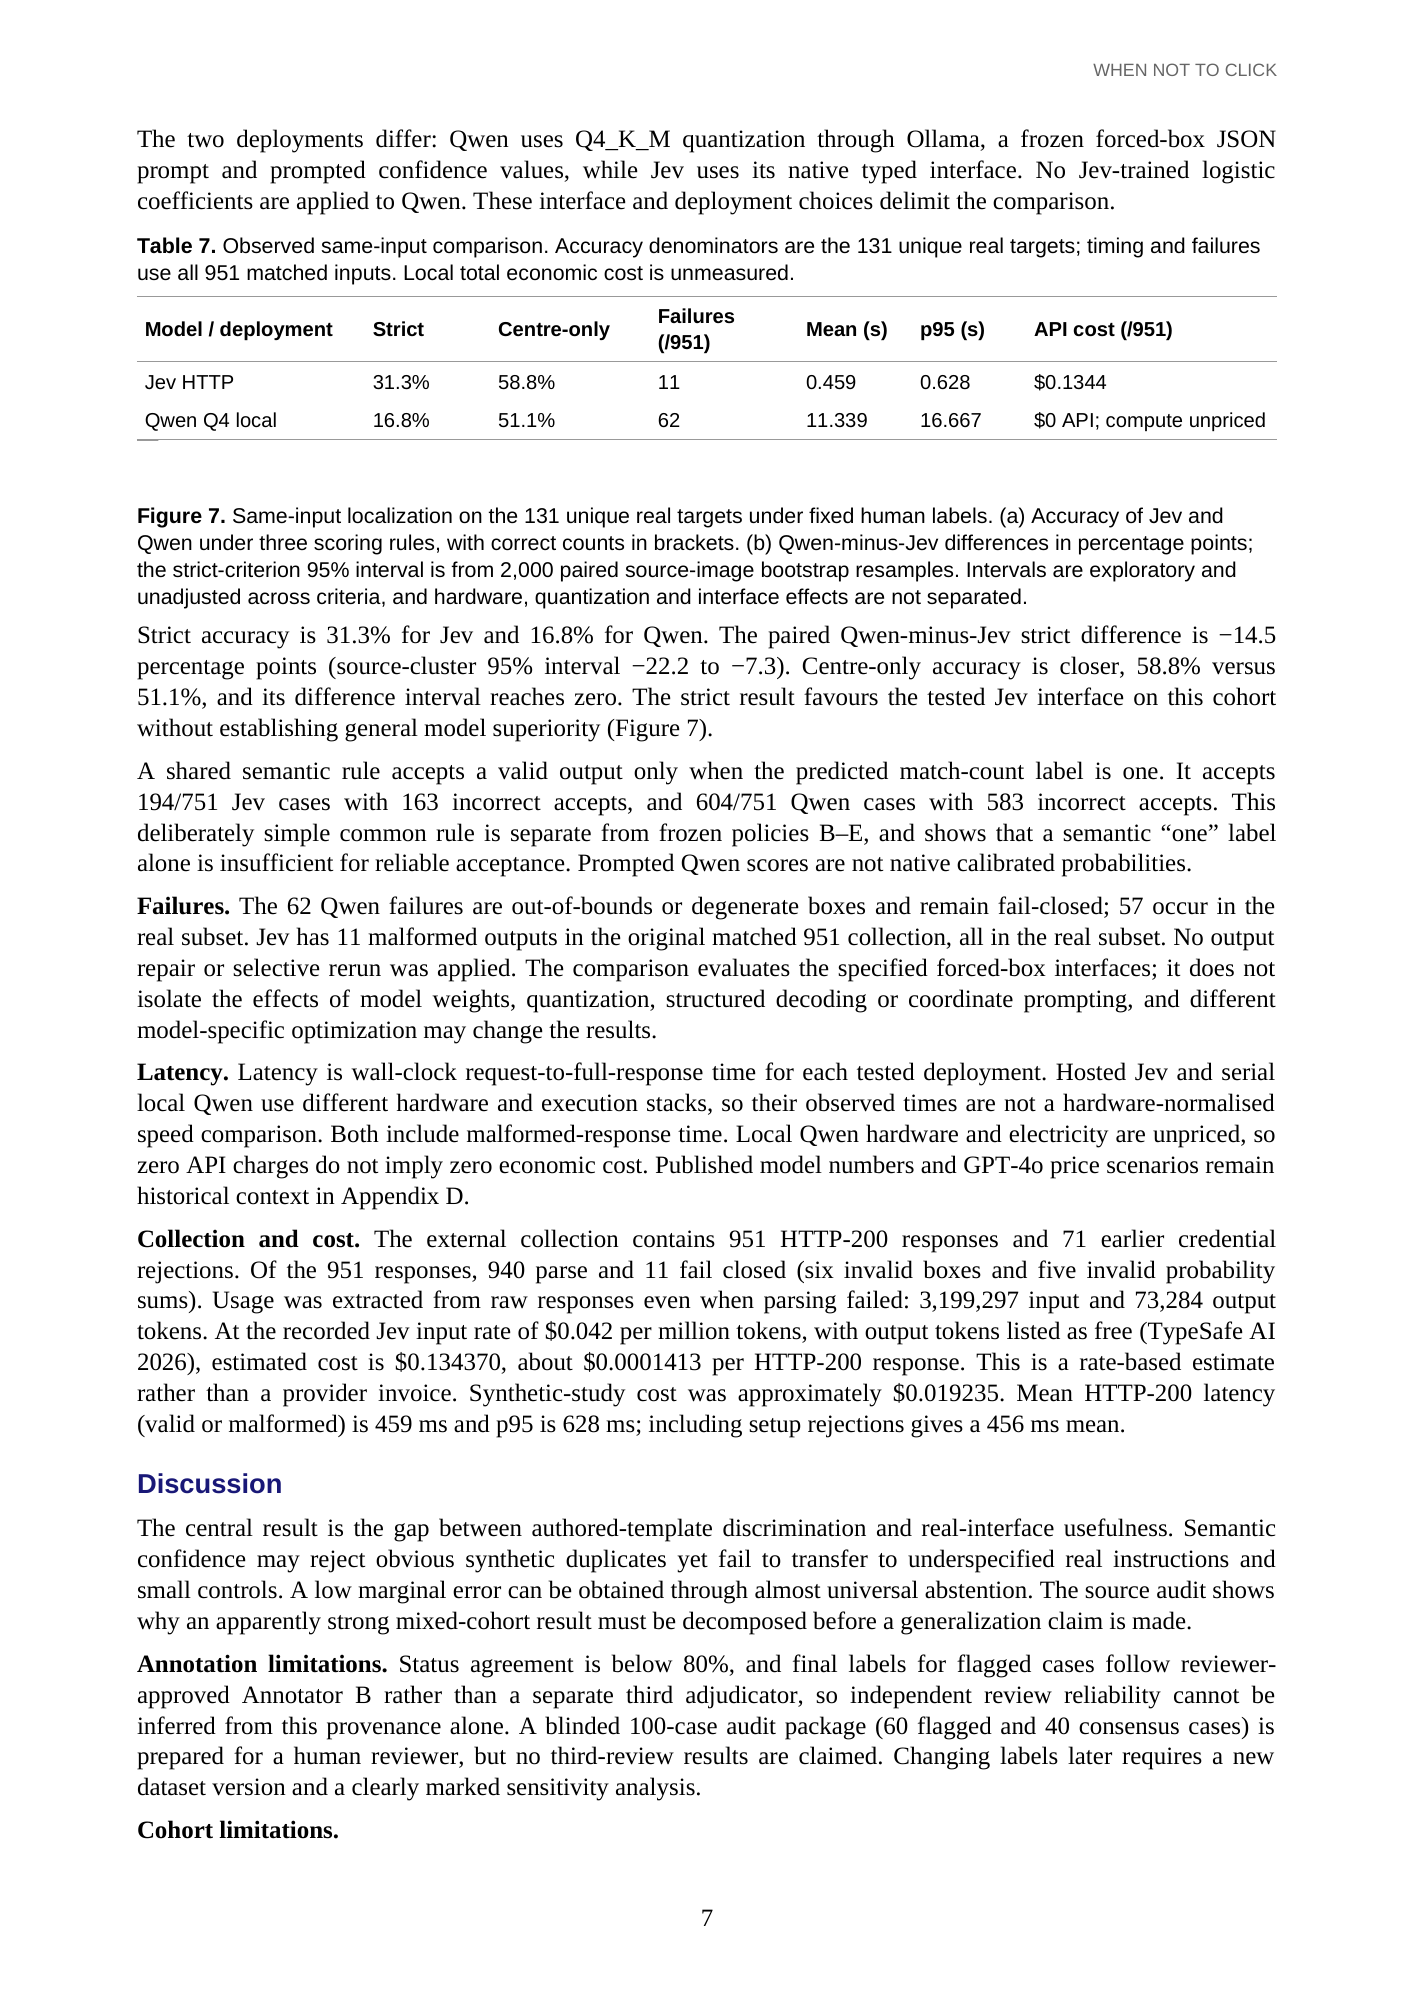 WHEN NOT TO CLICK
The two deployments differ: Qwen uses Q4_K_M quantization through Ollama, a frozen forced-box JSON
prompt and prompted confidence values, while Jev uses its native typed interface. No Jev-trained logistic
coefficients are applied to Qwen. These interface and deployment choices delimit the comparison.
Table 7. Observed same-input comparison. Accuracy denominators are the 131 unique real targets; timing and failures
use all 951 matched inputs. Local total economic cost is unmeasured.
Model / deployment Strict Centre-only Failures (/951) Mean (s) p95 (s) API cost (/951)
Jev HTTP 31.3% 58.8% 11 0.459 0.628 $0.1344
Qwen Q4 local 16.8% 51.1% 62 11.339 16.667 $0 API; compute unpriced
Figure 7. Same-input localization on the 131 unique real targets under fixed human labels. (a) Accuracy of Jev and
Qwen under three scoring rules, with correct counts in brackets. (b) Qwen-minus-Jev differences in percentage points;
the strict-criterion 95% interval is from 2,000 paired source-image bootstrap resamples. Intervals are exploratory and
unadjusted across criteria, and hardware, quantization and interface effects are not separated.
Strict accuracy is 31.3% for Jev and 16.8% for Qwen. The paired Qwen-minus-Jev strict difference is −14.5
percentage points (source-cluster 95% interval −22.2 to −7.3). Centre-only accuracy is closer, 58.8% versus
51.1%, and its difference interval reaches zero. The strict result favours the tested Jev interface on this cohort
without establishing general model superiority (Figure 7).
A shared semantic rule accepts a valid output only when the predicted match-count label is one. It accepts
194/751 Jev cases with 163 incorrect accepts, and 604/751 Qwen cases with 583 incorrect accepts. This
deliberately simple common rule is separate from frozen policies B–E, and shows that a semantic “one” label
alone is insufficient for reliable acceptance. Prompted Qwen scores are not native calibrated probabilities.
Failures. The 62 Qwen failures are out-of-bounds or degenerate boxes and remain fail-closed; 57 occur in the
real subset. Jev has 11 malformed outputs in the original matched 951 collection, all in the real subset. No output
repair or selective rerun was applied. The comparison evaluates the specified forced-box interfaces; it does not
isolate the effects of model weights, quantization, structured decoding or coordinate prompting, and different
model-specific optimization may change the results.
Latency. Latency is wall-clock request-to-full-response time for each tested deployment. Hosted Jev and serial
local Qwen use different hardware and execution stacks, so their observed times are not a hardware-normalised
speed comparison. Both include malformed-response time. Local Qwen hardware and electricity are unpriced, so
zero API charges do not imply zero economic cost. Published model numbers and GPT-4o price scenarios remain
historical context in Appendix D.
Collection and cost. The external collection contains 951 HTTP-200 responses and 71 earlier credential
rejections. Of the 951 responses, 940 parse and 11 fail closed (six invalid boxes and five invalid probability
sums). Usage was extracted from raw responses even when parsing failed: 3,199,297 input and 73,284 output
tokens. At the recorded Jev input rate of $0.042 per million tokens, with output tokens listed as free (TypeSafe AI
2026), estimated cost is $0.134370, about $0.0001413 per HTTP-200 response. This is a rate-based estimate
rather than a provider invoice. Synthetic-study cost was approximately $0.019235. Mean HTTP-200 latency
(valid or malformed) is 459 ms and p95 is 628 ms; including setup rejections gives a 456 ms mean.
Discussion
The central result is the gap between authored-template discrimination and real-interface usefulness. Semantic
confidence may reject obvious synthetic duplicates yet fail to transfer to underspecified real instructions and
small controls. A low marginal error can be obtained through almost universal abstention. The source audit shows
why an apparently strong mixed-cohort result must be decomposed before a generalization claim is made.
Annotation limitations. Status agreement is below 80%, and final labels for flagged cases follow reviewer-
approved Annotator B rather than a separate third adjudicator, so independent review reliability cannot be
inferred from this provenance alone. A blinded 100-case audit package (60 flagged and 40 consensus cases) is
prepared for a human reviewer, but no third-review results are claimed. Changing labels later requires a new
dataset version and a clearly marked sensitivity analysis.
Cohort limitations.
7